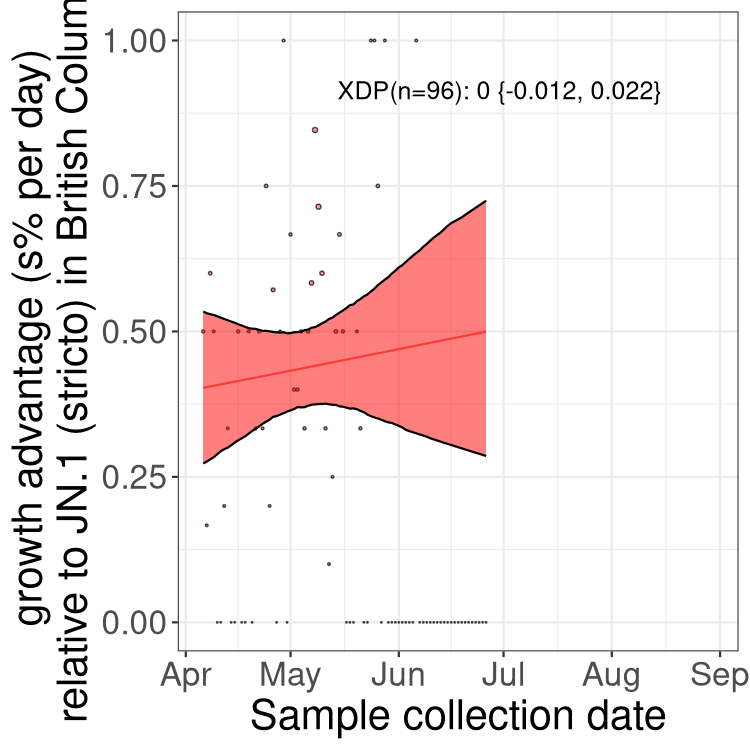 growth advantage (s% per day)
relative to JN.1 (stricto) in British Colum
1.00
0.75
0.50
0.25
0.00
XDP(n=96): 0 {-0.012, 0.022}
Apr May Jun Jul Aug Sep
Sample collection date